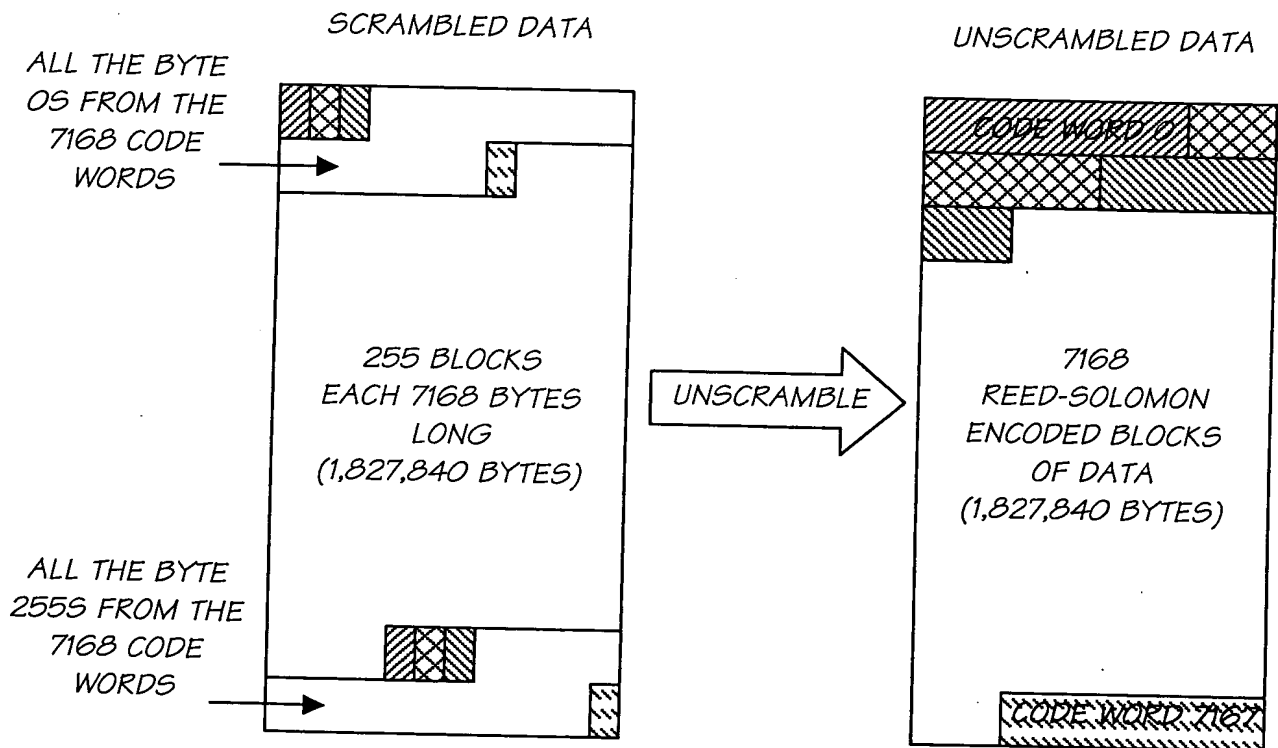 SCRAMBLED DATA
UNSCRAMBLED DATA
ALL THE BYTE
0S FROM THE
7168 CODE
WORDS
CODE WORD 0
255 BLOCKS
EACH 7168 BYTES
LONG
(1,827,840 BYTES)
UNSCRAMBLE
7168
REED-SOLOMON
ENCODED BLOCKS
OF DATA
(1,827,840 BYTES)
ALL THE BYTE
255S FROM THE
7168 CODE
WORDS
CODE WORD 7167